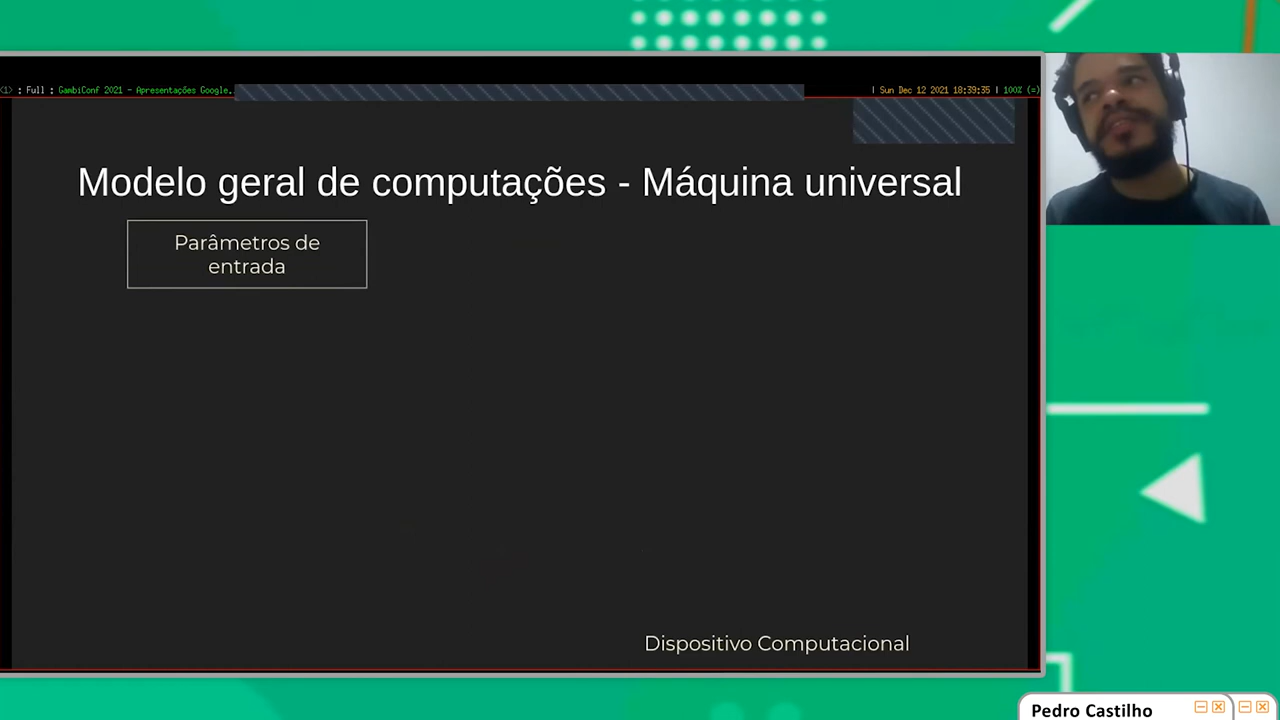 <1> : Full : GambiConf 2021 - Apresentações Google.
| Sun Dec 12 2021 18:39:35 | 100% (=)
Modelo geral de computações - Máquina universal
Parâmetros de
entrada
Dispositivo Computacional
Pedro Castilho